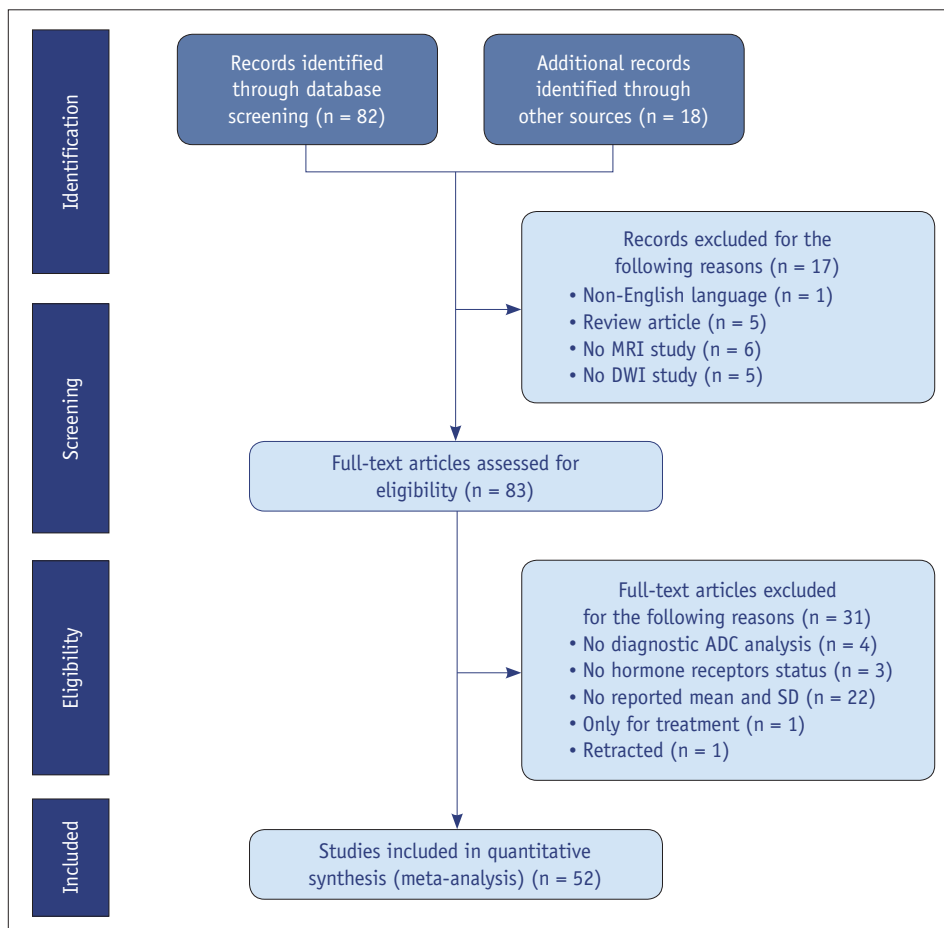 Identification
Records identified
through database
screening (n = 82)
Additional records
identified through
other sources (n = 18)
Records excluded for the
following reasons (n = 17)
• Non-English language (n = 1)
• Review article (n = 5)
• No MRI study (n = 6)
• No DWI study (n = 5)
Screening
Full-text articles assessed for
eligibility (n = 83)
Eligibility
Full-text articles excluded
for the following reasons (n = 31)
• No diagnostic ADC analysis (n = 4)
• No hormone receptors status (n = 3)
• No reported mean and SD (n = 22)
• Only for treatment (n = 1)
• Retracted (n = 1)
Included
Studies included in quantitative
synthesis (meta-analysis) (n = 52)